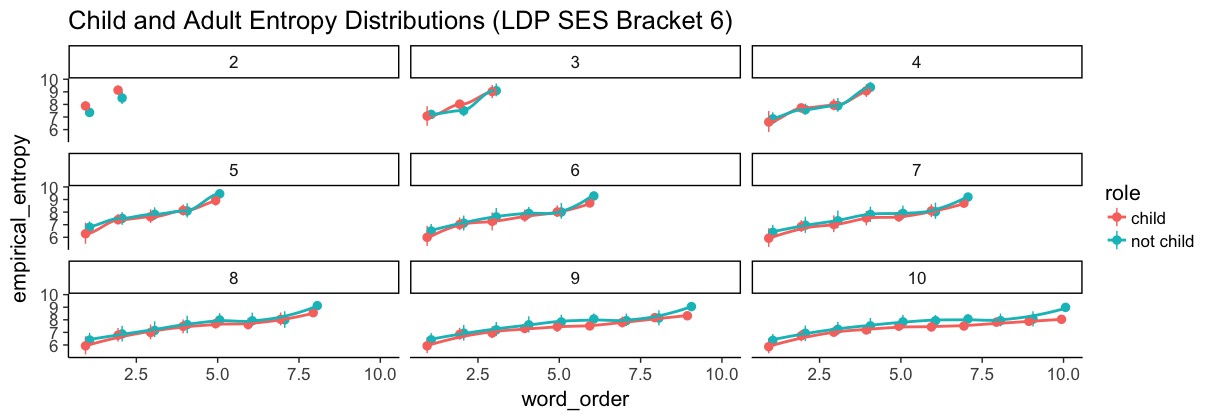 Child and Adult Entropy Distributions (LDP SES Bracket 6)
2 3 4
10
9
8
7
6
5 6 7
10
9
8
7
6
8 9 10
10
9
8
7
6
2.5 5.0 7.5 10.0 2.5 5.0 7.5 10.0 2.5 5.0 7.5 10.0
word_order
empirical_entropy
role
child
not child